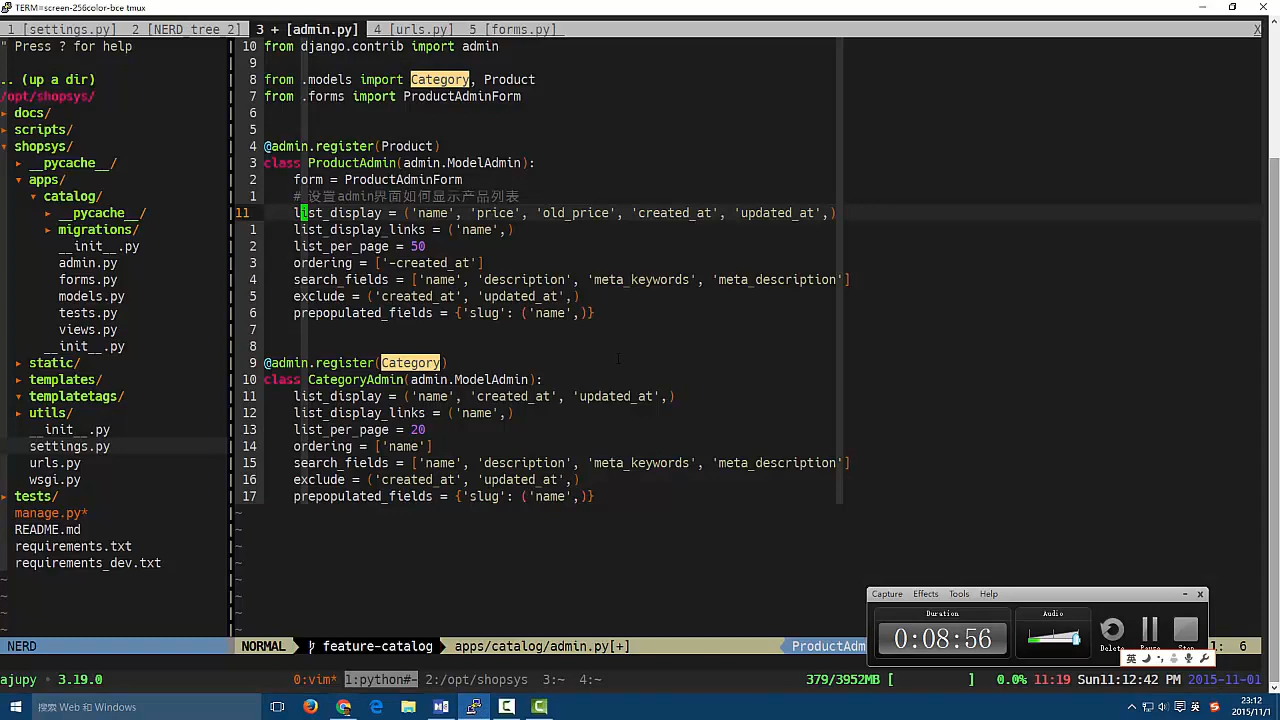 TERM=screen-256color-bce tmux
1 [settings.py] 2 [NERD_tree_2] 3 + [admin.py] 4 [urls.py] 5 [forms.py] X
" Press ? for help
.. (up a dir)
/opt/shopsys/
▸ docs/
▸ scripts/
▾ shopsys/
▸ __pycache__/
▾ apps/
▾ catalog/
▸ __pycache__/
▸ migrations/
__init__.py
admin.py
forms.py
models.py
tests.py
views.py
__init__.py
▸ static/
▸ templates/
▾ templatetags/
▸ utils/
__init__.py
settings.py
urls.py
wsgi.py
▸ tests/
manage.py*
README.md
requirements.txt
requirements_dev.txt
10 from django.contrib import admin
9
8 from .models import Category, Product
7 from .forms import ProductAdminForm
6
5
4 @admin.register(Product)
3 class ProductAdmin(admin.ModelAdmin):
2 form = ProductAdminForm
1 # 设置admin界面如何显示产品列表
11 list_display = ('name', 'price', 'old_price', 'created_at', 'updated_at',)
1 list_display_links = ('name',)
2 list_per_page = 50
3 ordering = ['-created_at']
4 search_fields = ['name', 'description', 'meta_keywords', 'meta_description']
5 exclude = ('created_at', 'updated_at',)
6 prepopulated_fields = {'slug': ('name',)}
7
8
9 @admin.register(Category)
10 class CategoryAdmin(admin.ModelAdmin):
11 list_display = ('name', 'created_at', 'updated_at',)
12 list_display_links = ('name',)
13 list_per_page = 20
14 ordering = ['name']
15 search_fields = ['name', 'description', 'meta_keywords', 'meta_description']
16 exclude = ('created_at', 'updated_at',)
17 prepopulated_fields = {'slug': ('name',)}
Capture Effects Tools Help
Duration
0:08:56
Audio
Delete Pause Stop
英
NERD NORMAL feature-catalog apps/catalog/admin.py[+] ProductAdm : 6
ajupy 3.19.0 0:vim* 1:python#- 2:/opt/shopsys 3:~ 4:~ 379/3952MB [ ] 0.0% 11:19 Sun11:12:42 PM 2015-11-01
搜索 Web 和 Windows
英
23:12
2015/11/1